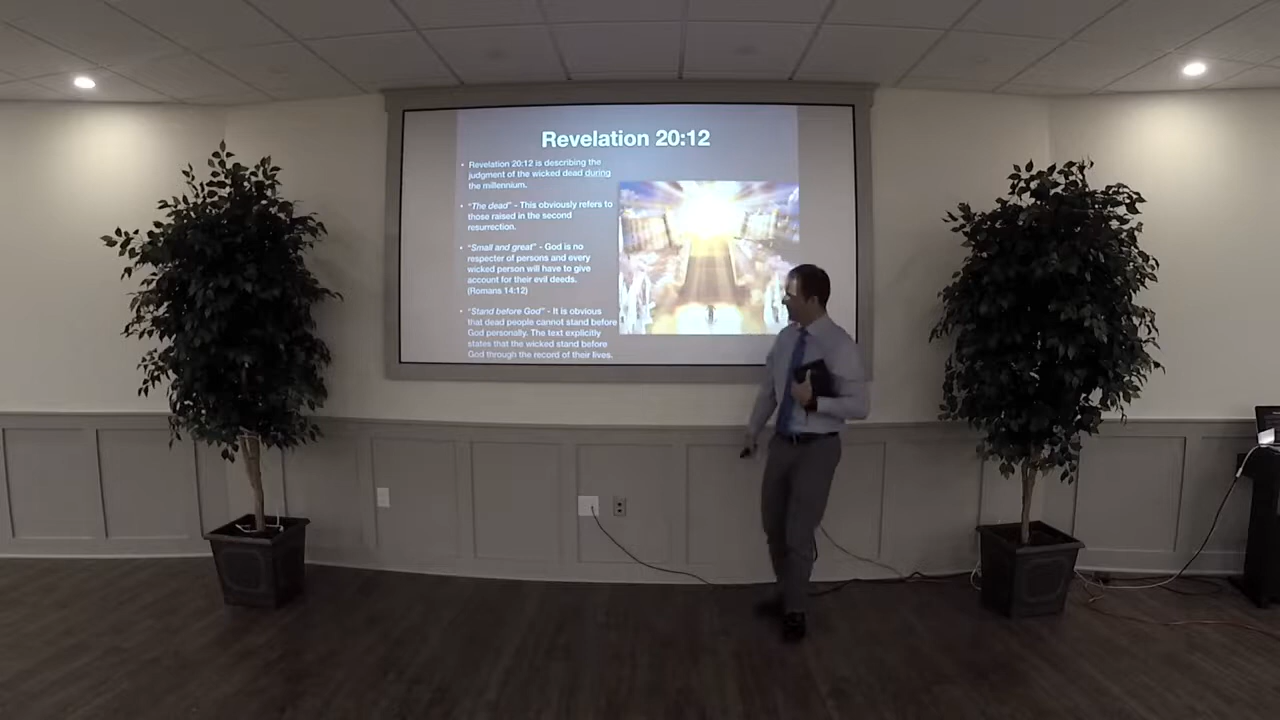 Revelation 20:12
• Revelation 20:12 is describing the
judgment of the wicked dead during
the millennium.
• “The dead” - This obviously refers to
those raised in the second
resurrection.
• “Small and great” - God is no
respecter of persons and every
wicked person will have to give
account for their evil deeds.
(Romans 14:12)
• “Stand before God” - It is obvious
that dead people cannot stand before
God personally. The text explicitly
states that the wicked stand before
God through the record of their lives.